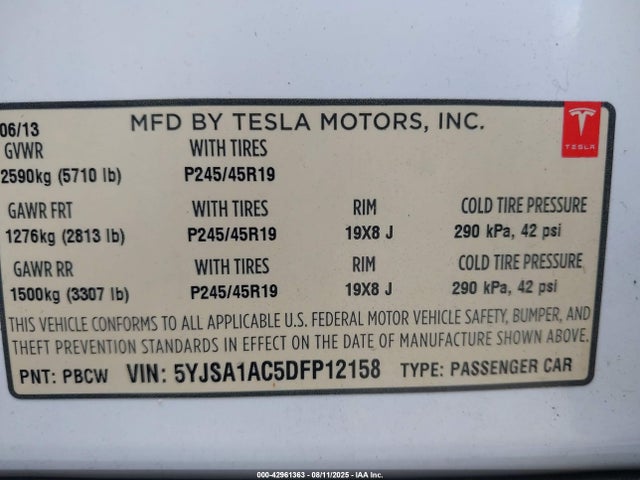 06/13 MFD BY TESLA MOTORS, INC.
TESLA
GVWR WITH TIRES
2590kg (5710 lb) P245/45R19
GAWR FRT WITH TIRES RIM COLD TIRE PRESSURE
1276kg (2813 lb) P245/45R19 19X8 J 290 kPa, 42 psi
GAWR RR WITH TIRES RIM COLD TIRE PRESSURE
1500kg (3307 lb) P245/45R19 19X8 J 290 kPa, 42 psi
THIS VEHICLE CONFORMS TO ALL APPLICABLE U.S. FEDERAL MOTOR VEHICLE SAFETY, BUMPER, AND
THEFT PREVENTION STANDARDS IN EFFECT ON THE DATE OF MANUFACTURE SHOWN ABOVE.
PNT: PBCW VIN: 5YJSA1AC5DFP12158 TYPE: PASSENGER CAR
000-42961363 - 08/11/2025 - IAA Inc.